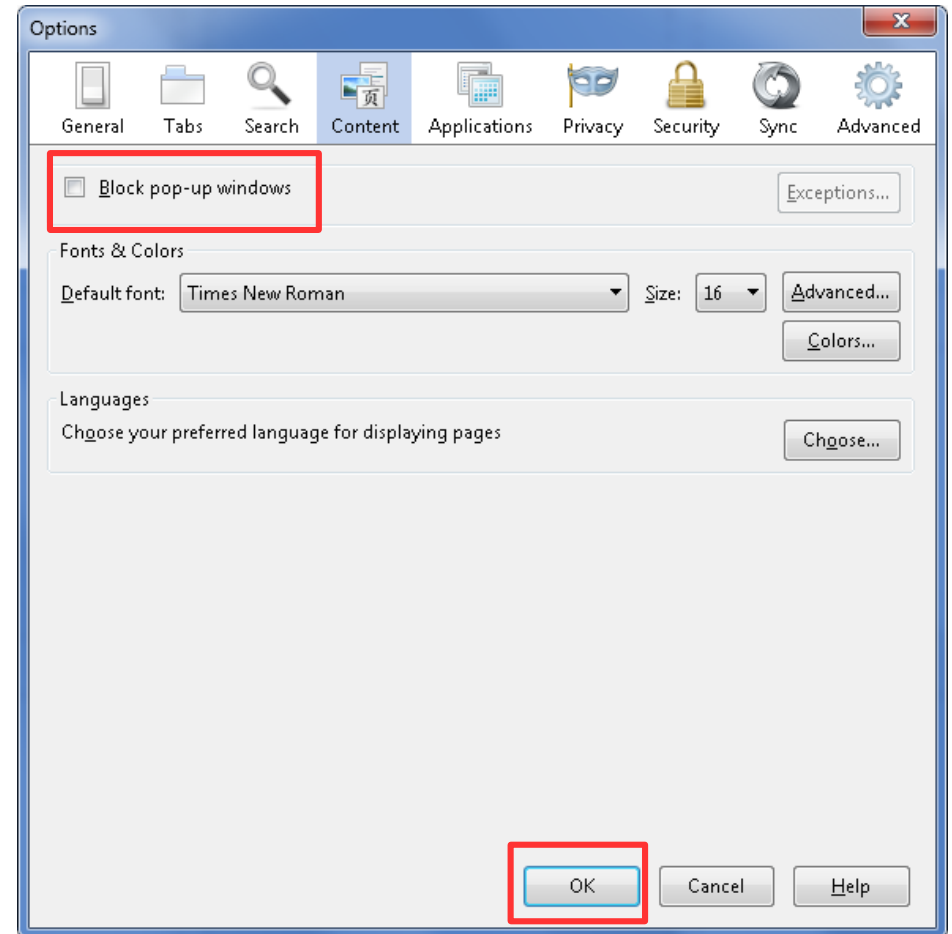 Options
General Tabs Search Content Applications Privacy Security Sync Advanced
页
Block pop-up windows Exceptions...
Fonts & Colors
Default font: Times New Roman Size: 16 Advanced...
Colors...
Languages
Choose your preferred language for displaying pages Choose...
OK Cancel Help